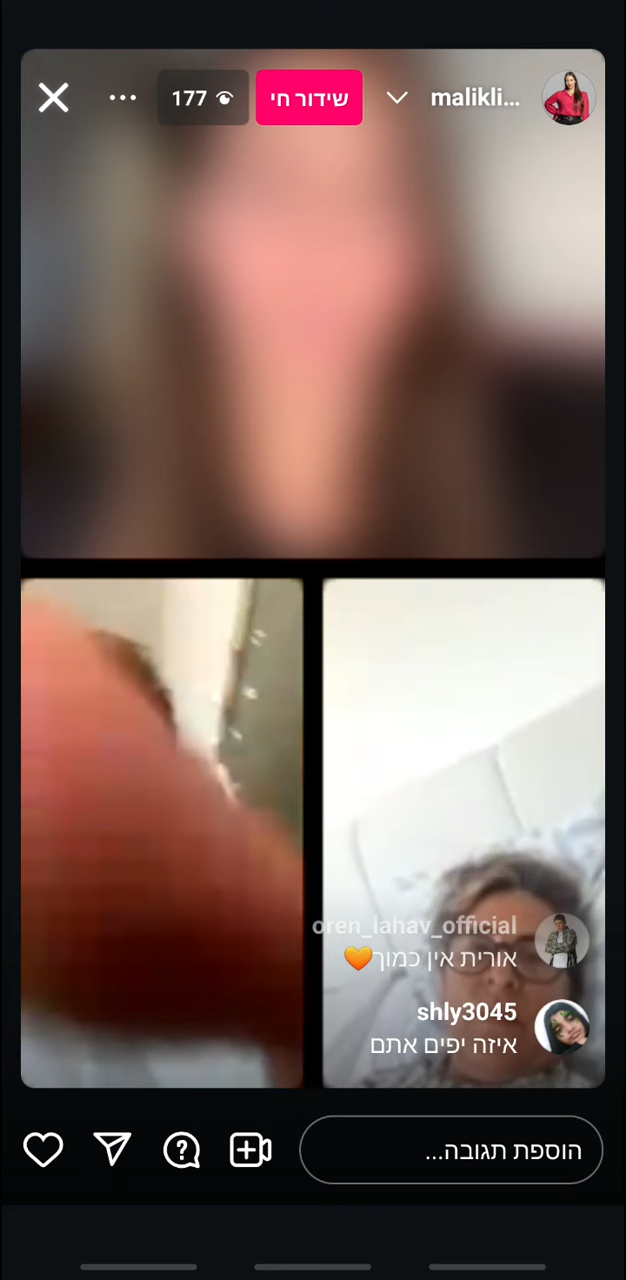 malikli...
שידור חי
177
oren_lahav_official
אורית אין כמוך🧡
shly3045
איזה יפים אתם
הוספת תגובה...